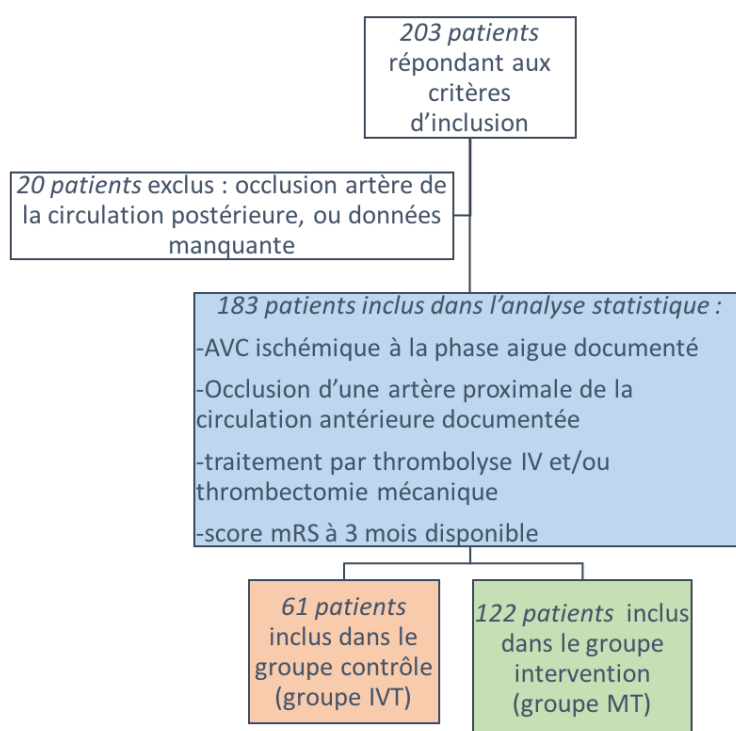 203 patients
répondant aux
critères
d'inclusion
20 patients exclus : occlusion artère de
la circulation postérieure, ou données
manquante
183 patients inclus dans l'analyse statistique :
-AVC ischémique à la phase aigue documenté
-Occlusion d'une artère proximale de la
circulation antérieure documentée
-traitement par thrombolyse IV et/ou
thrombectomie mécanique
-score mRS à 3 mois disponible
61 patients
inclus dans le
groupe contrôle
(groupe IVT)
122 patients inclus
dans le groupe
intervention
(groupe MT)